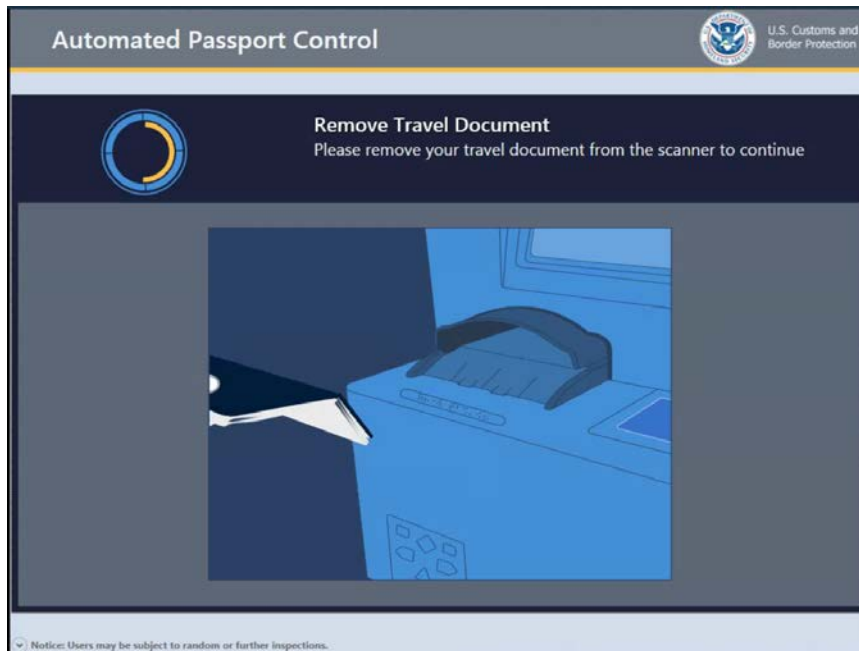 Automated Passport Control
U.S. Customs and
Border Protection
Remove Travel Document
Please remove your travel document from the scanner to continue
Notice: Users may be subject to random or further inspections.